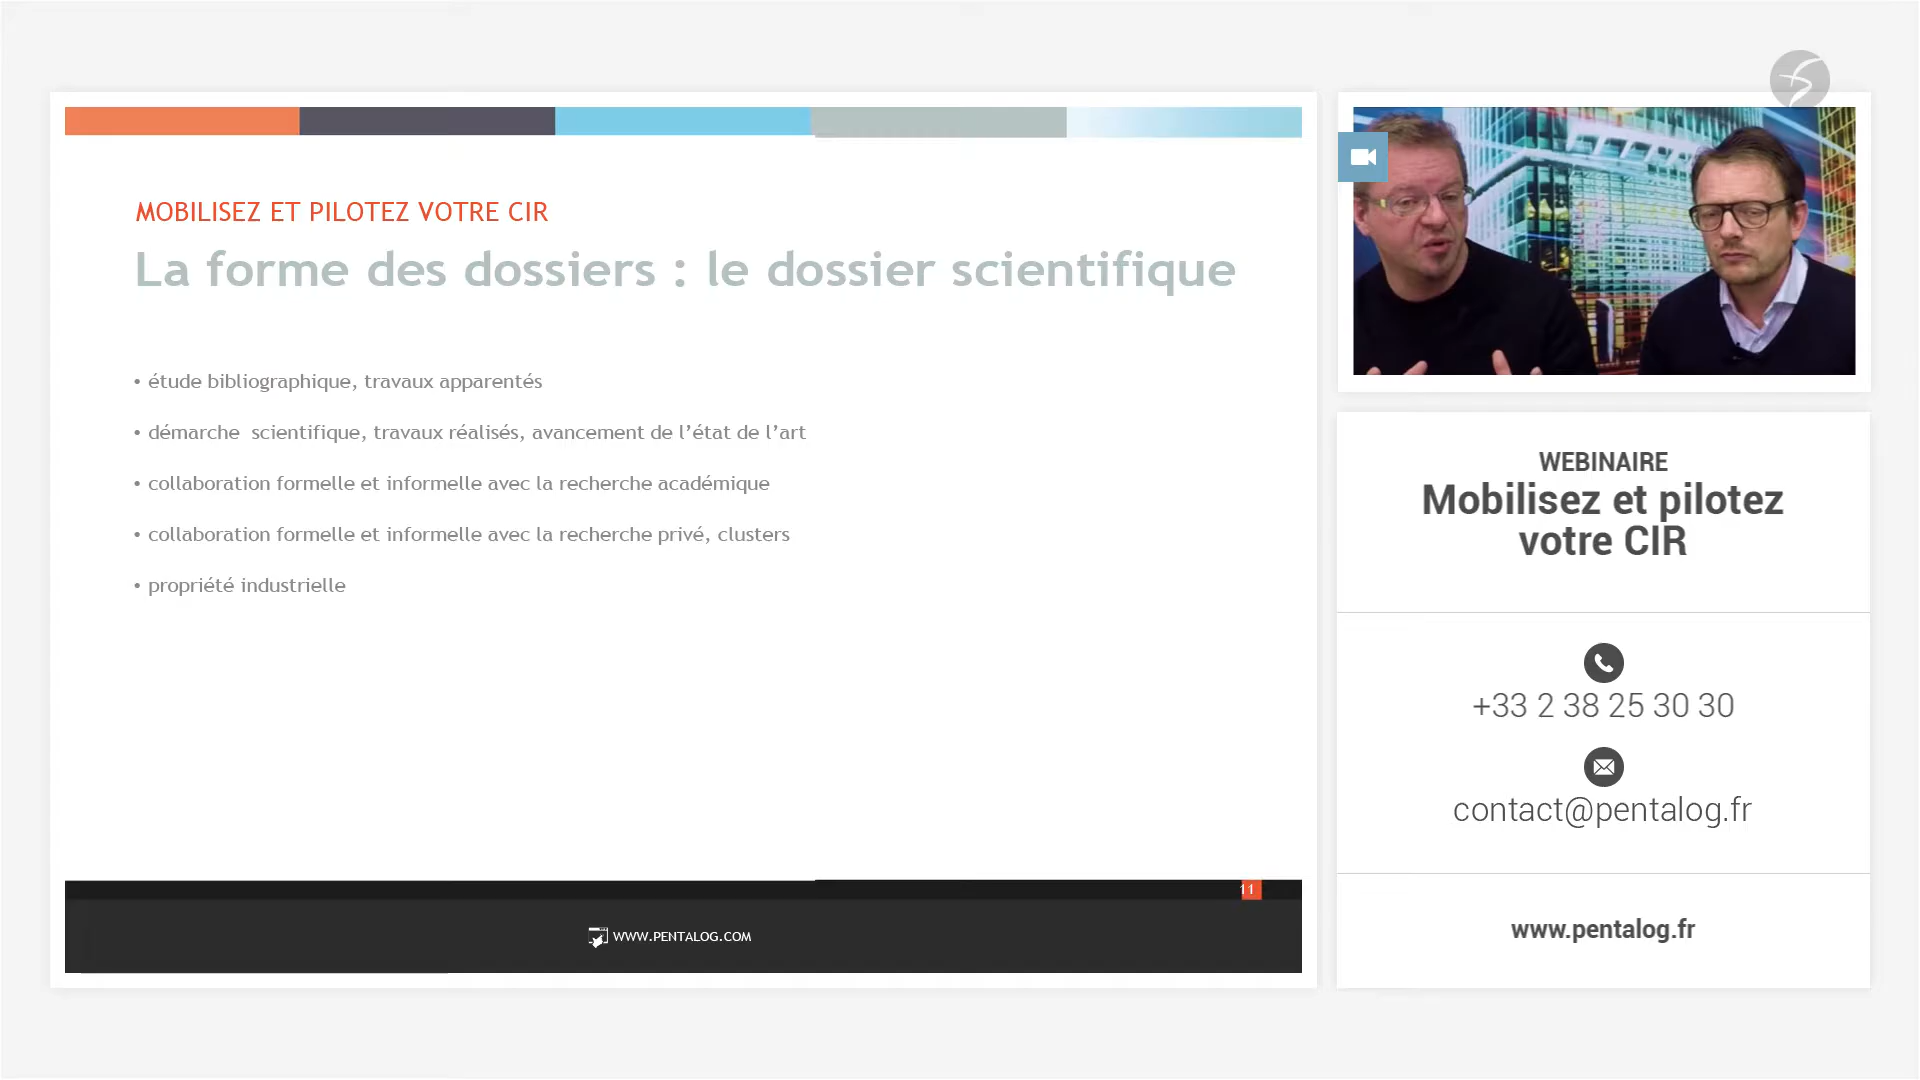 MOBILISEZ ET PILOTEZ VOTRE CIR
La forme des dossiers : le dossier scientifique
• étude bibliographique, travaux apparentés
• démarche  scientifique, travaux réalisés, avancement de l’état de l’art
• collaboration formelle et informelle avec la recherche académique
• collaboration formelle et informelle avec la recherche privé, clusters
• propriété industrielle
11
WWW.PENTALOG.COM
WEBINAIRE
Mobilisez et pilotez
votre CIR
+33 2 38 25 30 30
contact@pentalog.fr
www.pentalog.fr